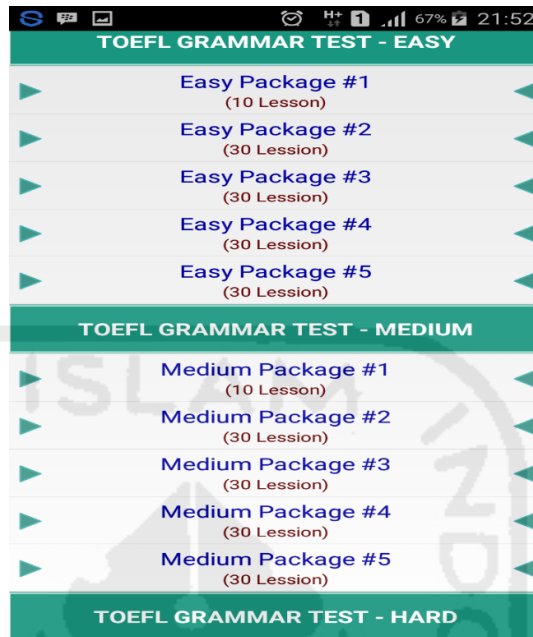 H+ 1 67% 21:52
TOEFL GRAMMAR TEST - EASY
Easy Package #1
(10 Lesson)
Easy Package #2
(30 Lession)
Easy Package #3
(30 Lession)
Easy Package #4
(30 Lession)
Easy Package #5
(30 Lession)
TOEFL GRAMMAR TEST - MEDIUM
Medium Package #1
(10 Lesson)
Medium Package #2
(30 Lession)
Medium Package #3
(30 Lession)
Medium Package #4
(30 Lession)
Medium Package #5
(30 Lession)
TOEFL GRAMMAR TEST - HARD
ISLAM
INDO